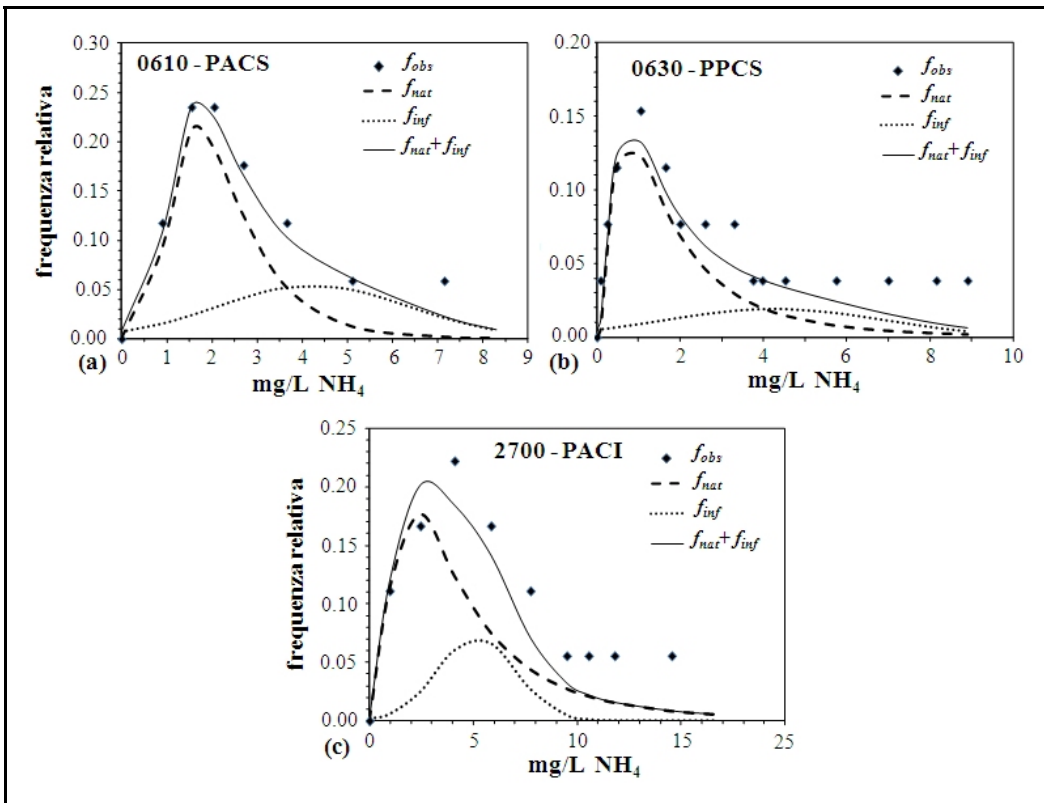 0610 - PACS
f_obs
f_nat
f_inf
f_nat+f_inf
0.30
0.25
0.20
0.15
0.10
0.05
0.00
0 1 2 3 4 5 6 7 8 9
frequenza relativa
(a)
mg/L NH₄
0630 - PPCS
f_obs
f_nat
f_inf
f_nat+f_inf
0.20
0.15
0.10
0.05
0.00
0 2 4 6 8 10
(b)
mg/L NH₄
2700 - PACI
f_obs
f_nat
f_inf
f_nat+f_inf
0.25
0.20
0.15
0.10
0.05
0.00
0 5 10 15 25
frequenza relativa
(c)
mg/L NH₄